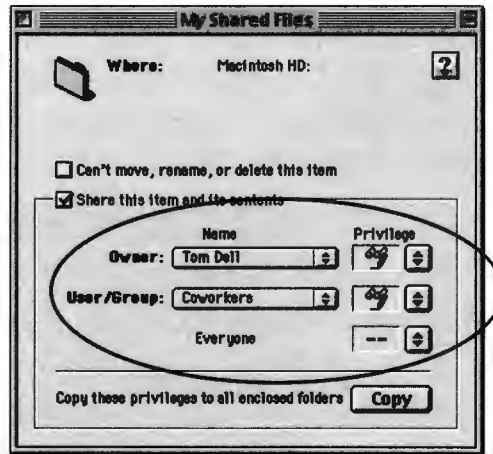 My Shared Files
Where: Macintosh HD:
?
Can't move, rename, or delete this item
Share this item and its contents
Name Privilege
Owner: Tom Dell
User/Group: Coworkers
Everyone --
Copy these privileges to all enclosed folders Copy